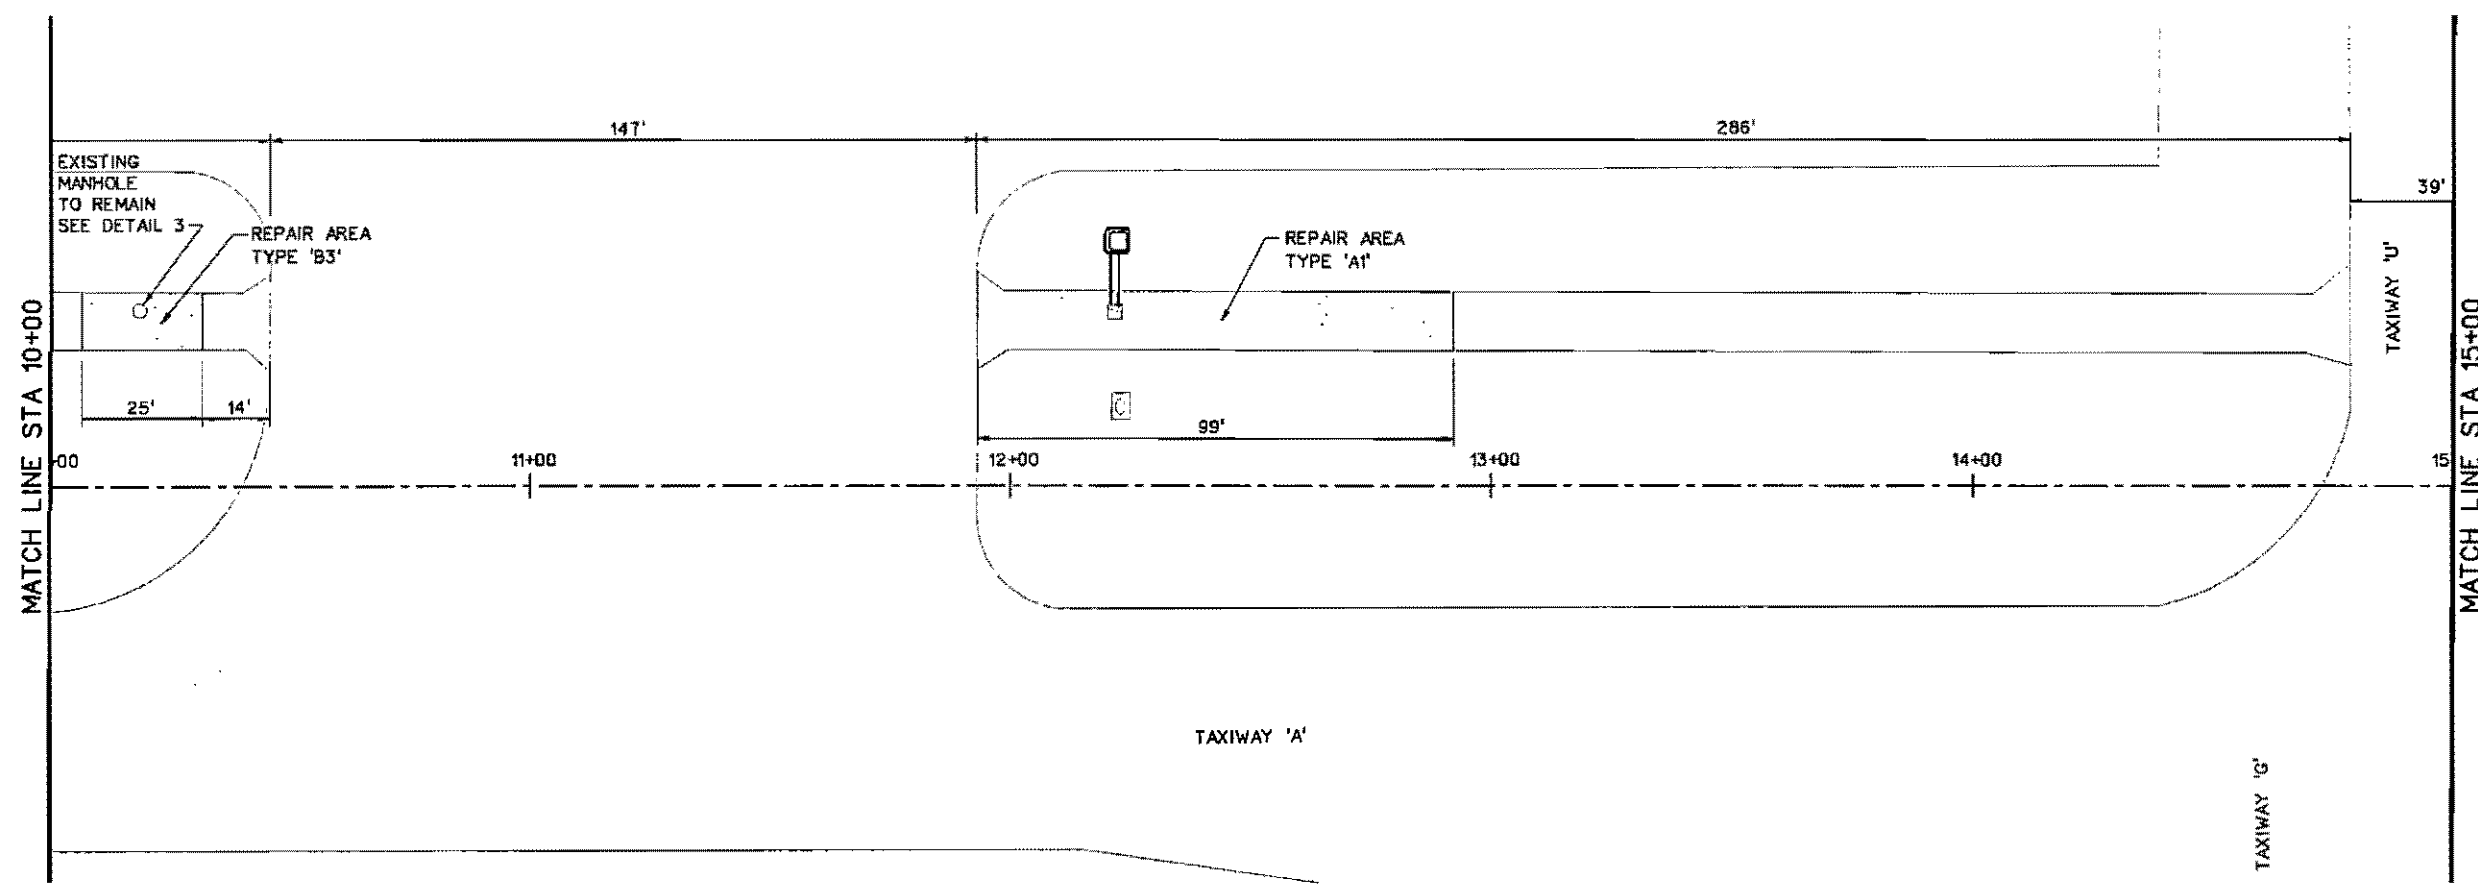 147'
286'
EXISTING
MANHOLE
TO REMAIN
SEE DETAIL 3
REPAIR AREA
TYPE 'B3'
REPAIR AREA
TYPE 'A1'
39'
TAXIWAY 'U'
MATCH LINE STA 10+00
MATCH LINE STA 15+00
25'
14'
C
99'
00
11+00
12+00
13+00
14+00
15
TAXIWAY 'A'
TAXIWAY 'G'